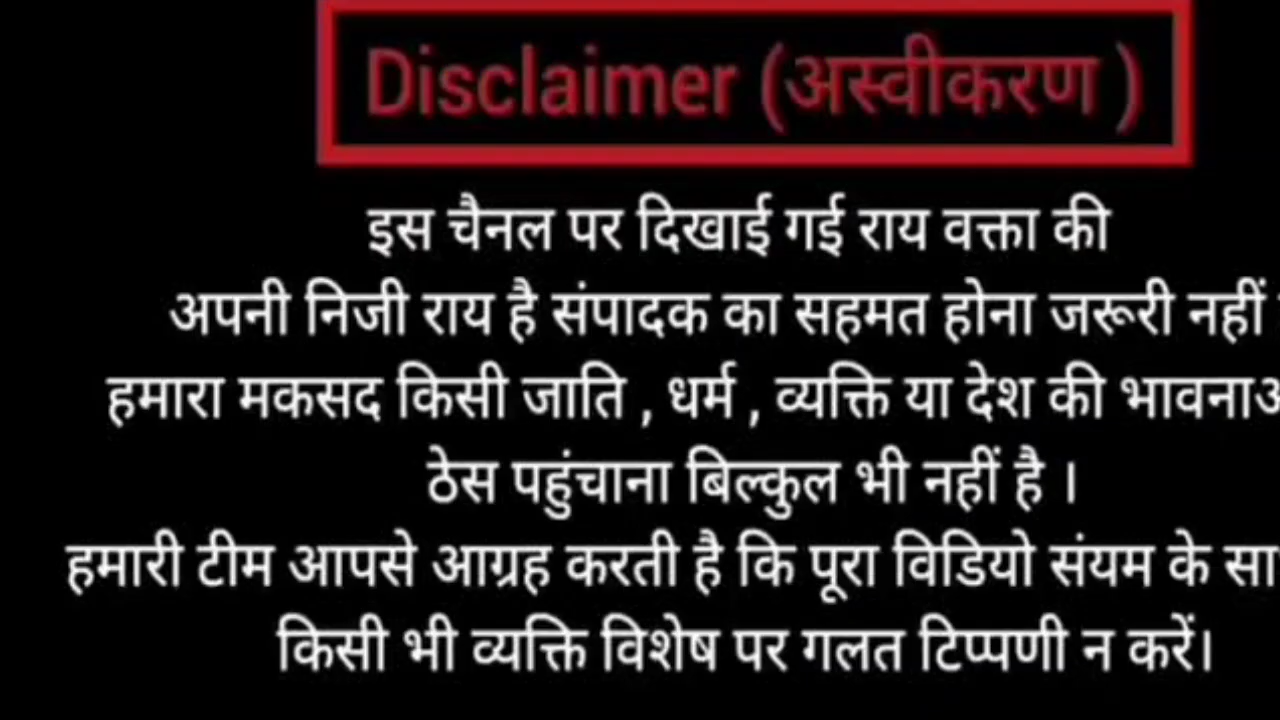 Disclaimer (अस्वीकरण )
इस चैनल पर दिखाई गई राय वक्ता की
अपनी निजी राय है संपादक का सहमत होना जरूरी नहीं
हमारा मकसद किसी जाति , धर्म , व्यक्ति या देश की
ठेस पहुंचाना बिल्कुल भी नहीं है ।
हमारी टीम आपसे आग्रह करती है कि पूरा विडियो संयम के
किसी भी व्यक्ति विशेष पर गलत टिप्पणी न करें।